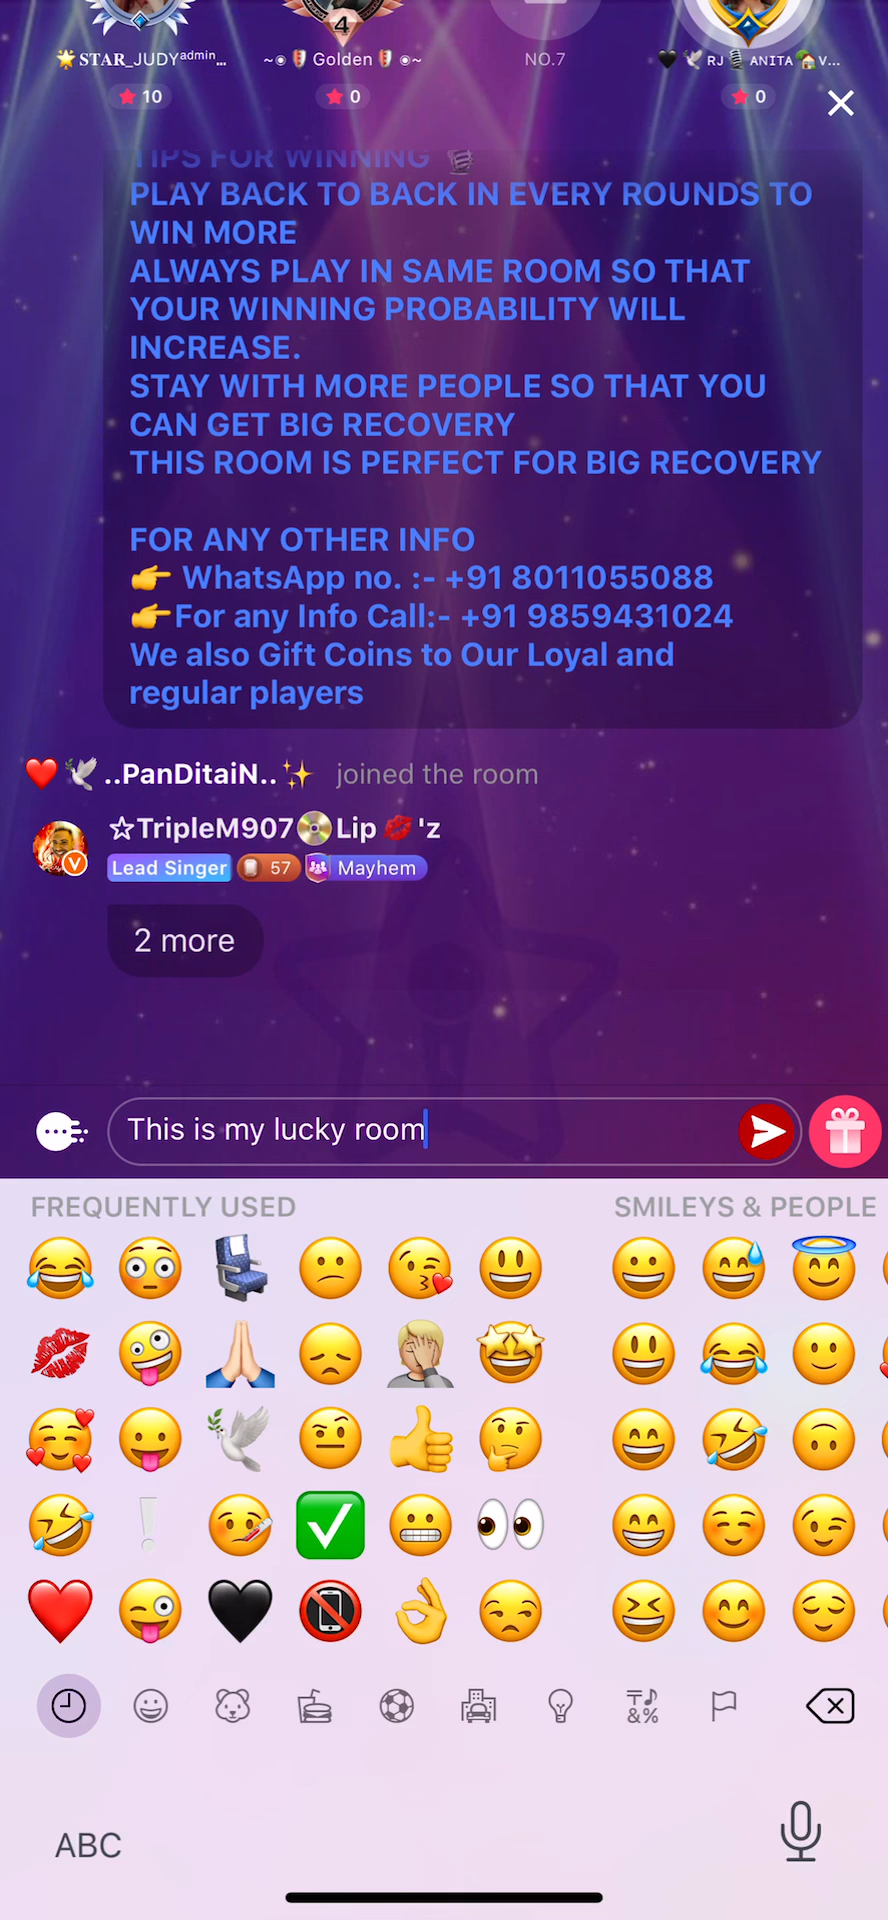 🌟 STAR_JUDYadmin... ~◉ Golden ◉~ NO.7 RJ ANITA V...
10 0 0
4
TIPS FOR WINNING
PLAY BACK TO BACK IN EVERY ROUNDS TO
WIN MORE
ALWAYS PLAY IN SAME ROOM SO THAT
YOUR WINNING PROBABILITY WILL
INCREASE.
STAY WITH MORE PEOPLE SO THAT YOU
CAN GET BIG RECOVERY
THIS ROOM IS PERFECT FOR BIG RECOVERY
FOR ANY OTHER INFO
👉 WhatsApp no. :- +91 8011055088
👉For any Info Call:- +91 9859431024
We also Gift Coins to Our Loyal and
regular players
❤️🕊️..PanDitaiN..✨ joined the room
☆TripleM907📀Lip 💋'z
Lead Singer 57 Mayhem
V
2 more
This is my lucky room
FREQUENTLY USED SMILEYS & PEOPLE
ABC